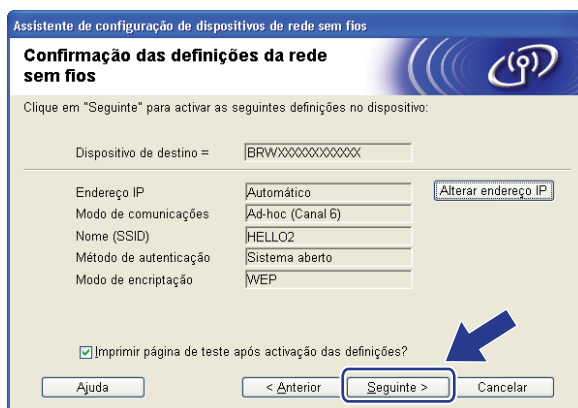 Assistente de configuração de dispositivos de rede sem fios
Confirmação das definições da rede
sem fios
Clique em "Seguinte" para activar as seguintes definições no dispositivo:
Dispositivo de destino = BRWXXXXXXXXXXX
Endereço IP Automático Alterar endereço IP
Modo de comunicações Ad-hoc (Canal 6)
Nome (SSID) HELLO2
Método de autenticação Sistema aberto
Modo de encriptação WEP
Imprimir página de teste após activação das definições?
Ajuda < Anterior Seguinte > Cancelar